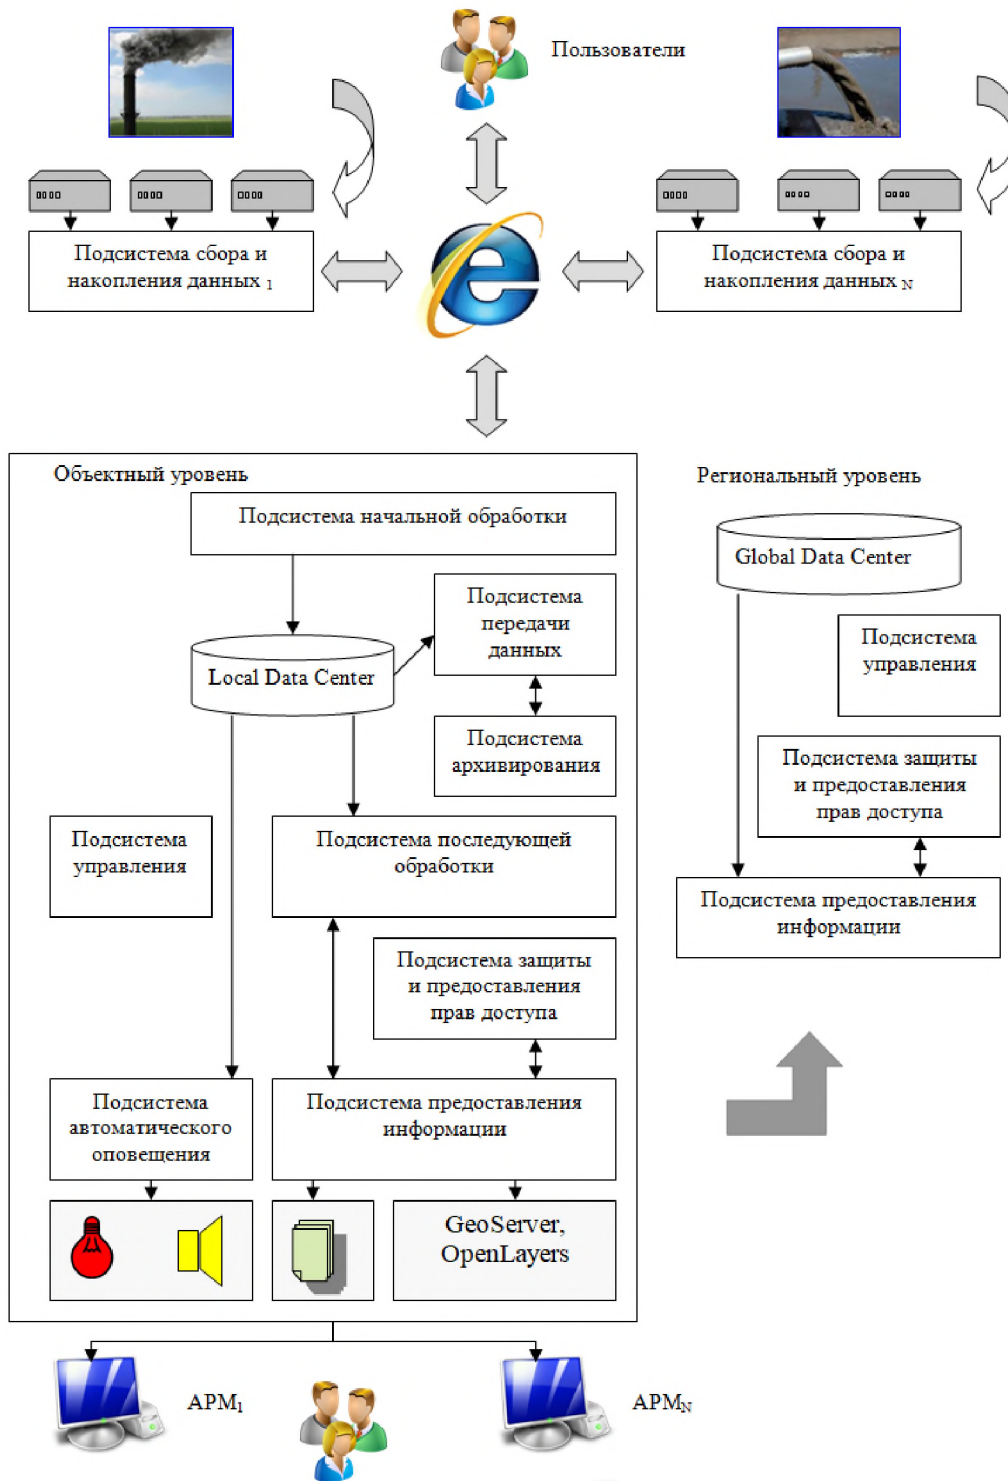 Пользователи
Подсистема сбора и
накопления данных 1
Подсистема сбора и
накопления данных N
Объектный уровень
Подсистема начальной обработки
Подсистема
передачи
данных
Local Data Center
Подсистема
архивирования
Подсистема
управления
Подсистема последующей
обработки
Подсистема защиты
и предоставления
прав доступа
Подсистема
автоматического
оповещения
Подсистема предоставления
информации
GeoServer,
OpenLayers
Региональный уровень
Global Data Center
Подсистема
управления
Подсистема защиты
и предоставления
прав доступа
Подсистема предоставления
информации
АРМ1
АРМN